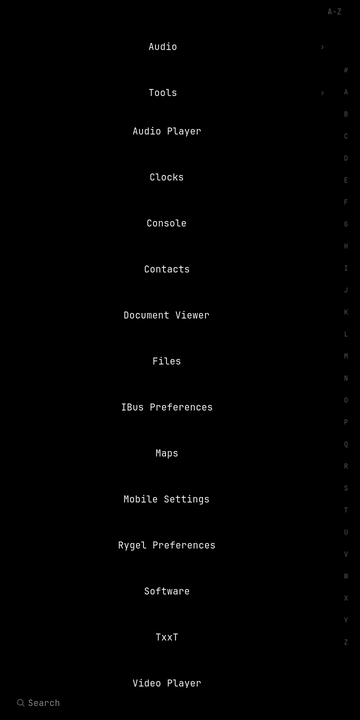 A-Z
Audio ›
Tools ›
Audio Player
Clocks
Console
Contacts
Document Viewer
Files
IBus Preferences
Maps
Mobile Settings
Rygel Preferences
Software
TxxT
Video Player
Search
#
A
B
C
D
E
F
G
H
I
J
K
L
M
N
O
P
Q
R
S
T
U
V
W
X
Y
Z